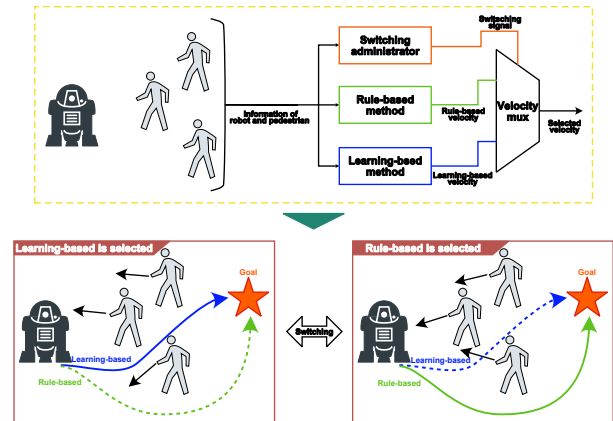 Switsching
signal
Switching
administrator
Information of
robot and pedestrian
Rule-based
method
Rule-based
velocity
Velocity
mux
Selected
velocity
Learning-beed
method
Learning-based
velocity
Learning-based is selected
Goal
Learning-based
Rule-based
Switching
Rule-based is selected
Goal
Learning-based
Rule-based